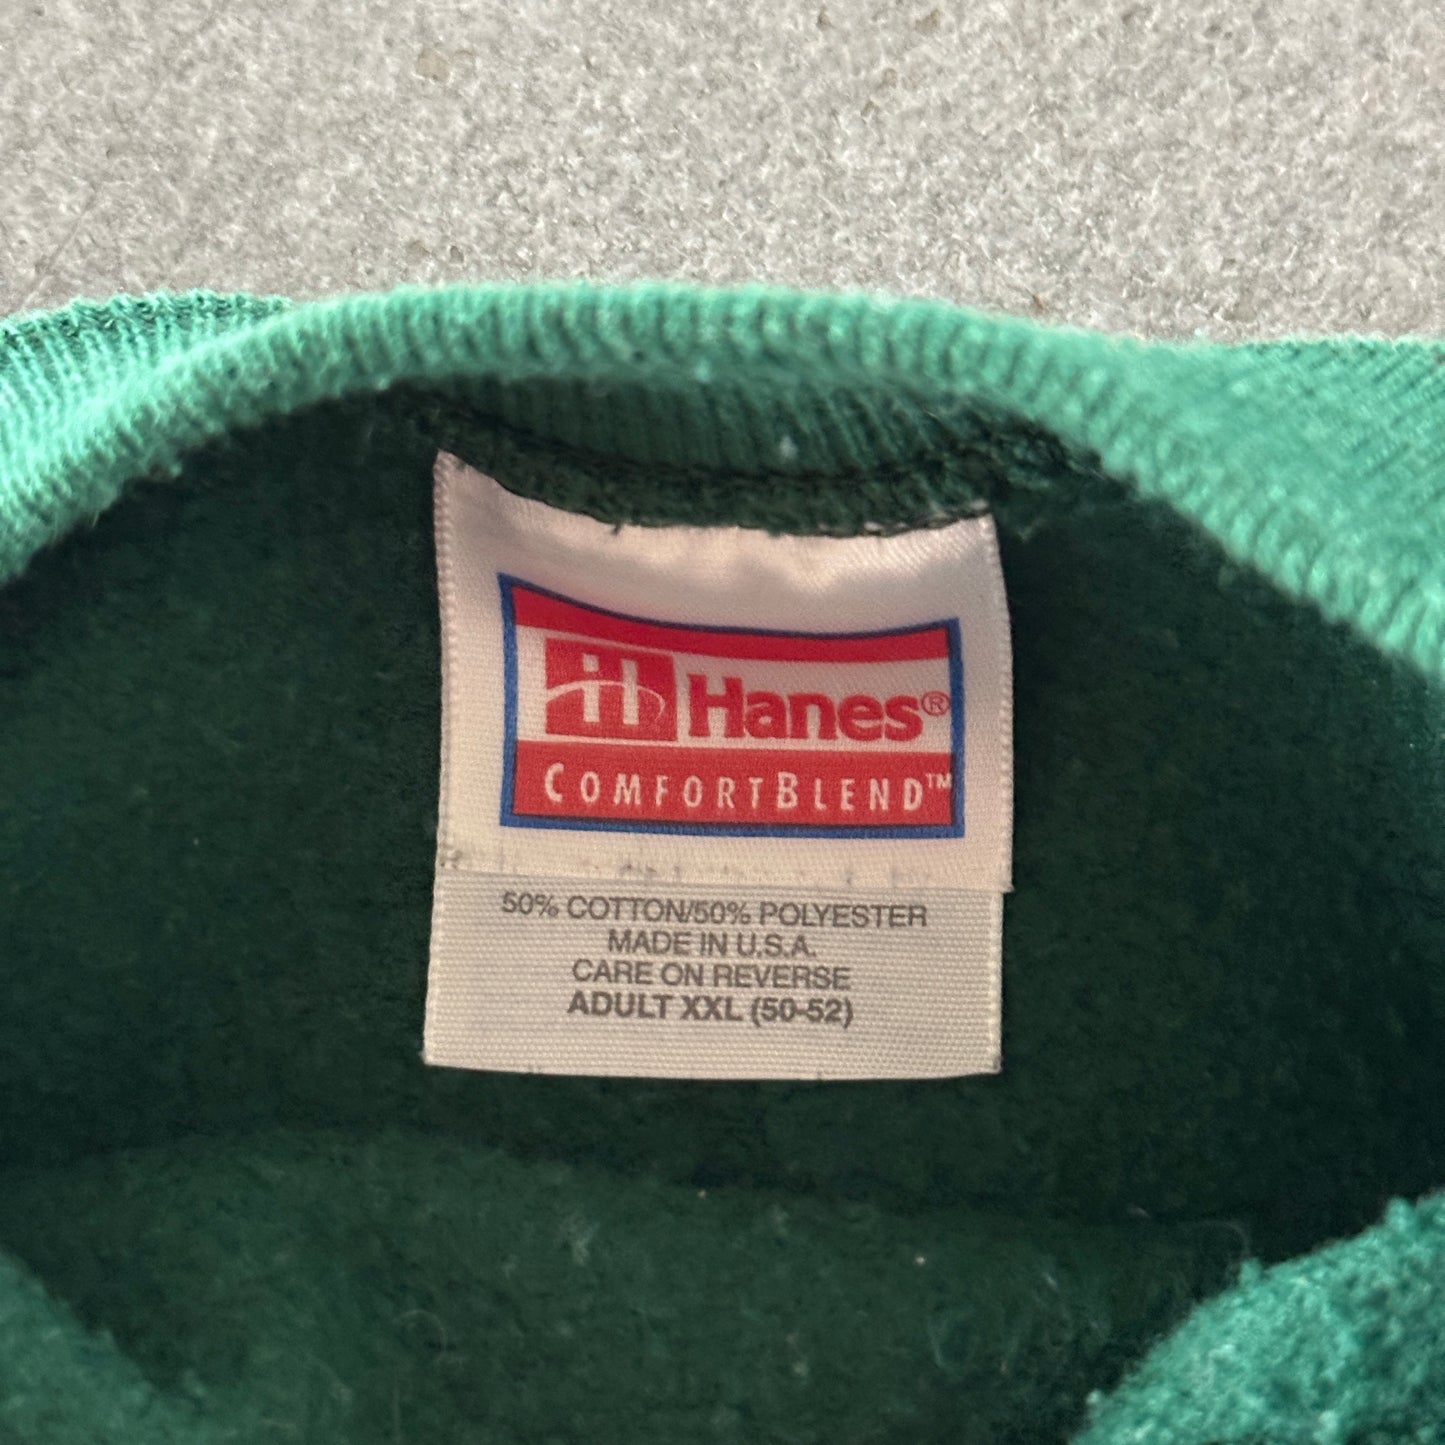 Hanes®
COMFORTBLEND™
50% COTTON/50% POLYESTER
MADE IN U.S.A.
CARE ON REVERSE
ADULT XXL (50-52)